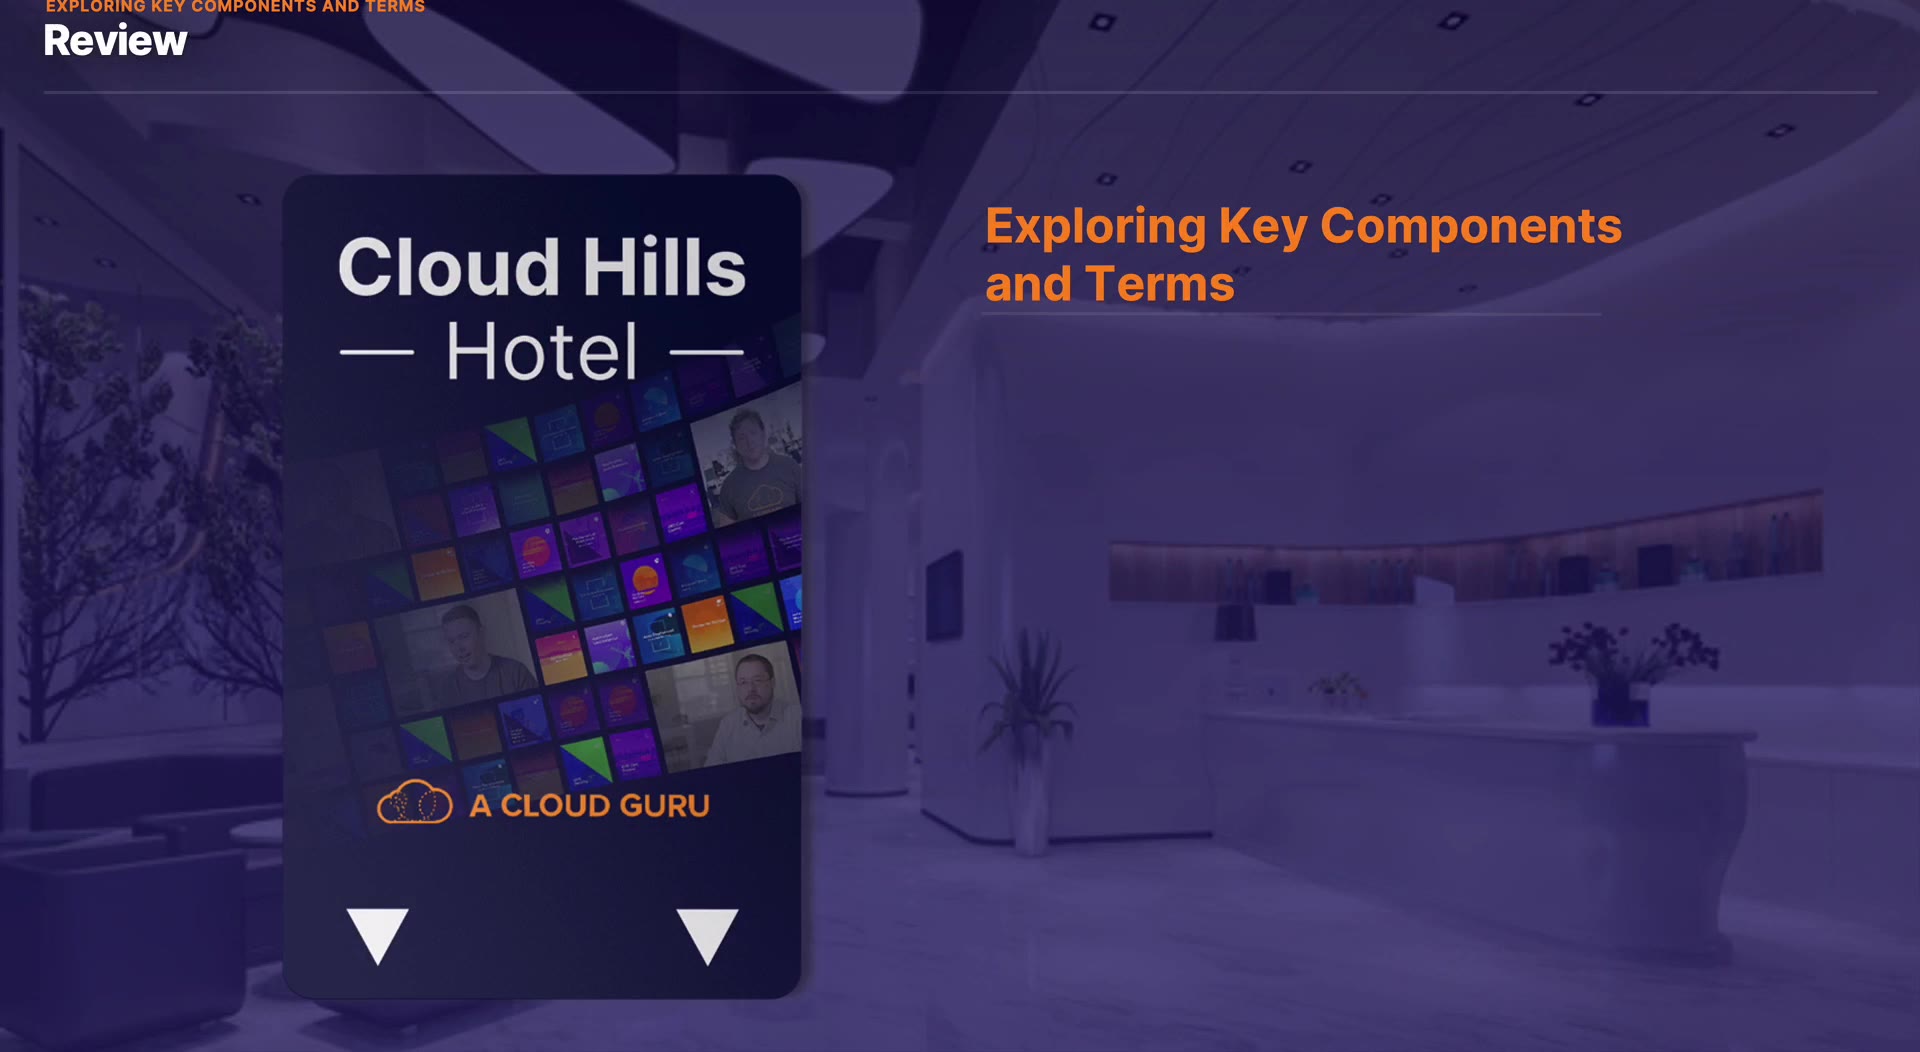 EXPLORING KEY COMPONENTS AND TERMS
Review
Cloud Hills
Hotel
A CLOUD GURU
Exploring Key Components
and Terms